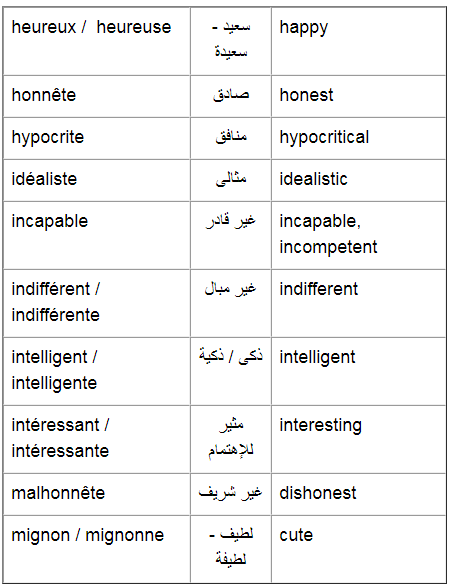 heureux / heureuse
سعيد -
سعيدة
happy
honnête
صادق
honest
hypocrite
منافق
hypocritical
idéaliste
مثالى
idealistic
incapable
غير قادر
incapable,
incompetent
indifférent /
indifférente
غير مبال
indifferent
intelligent /
intelligente
ذكى / ذكية
intelligent
intéressant /
intéressante
مثير
للإهتمام
interesting
malhonnête
غير شريف
dishonest
mignon / mignonne
لطيف -
لطيفة
cute